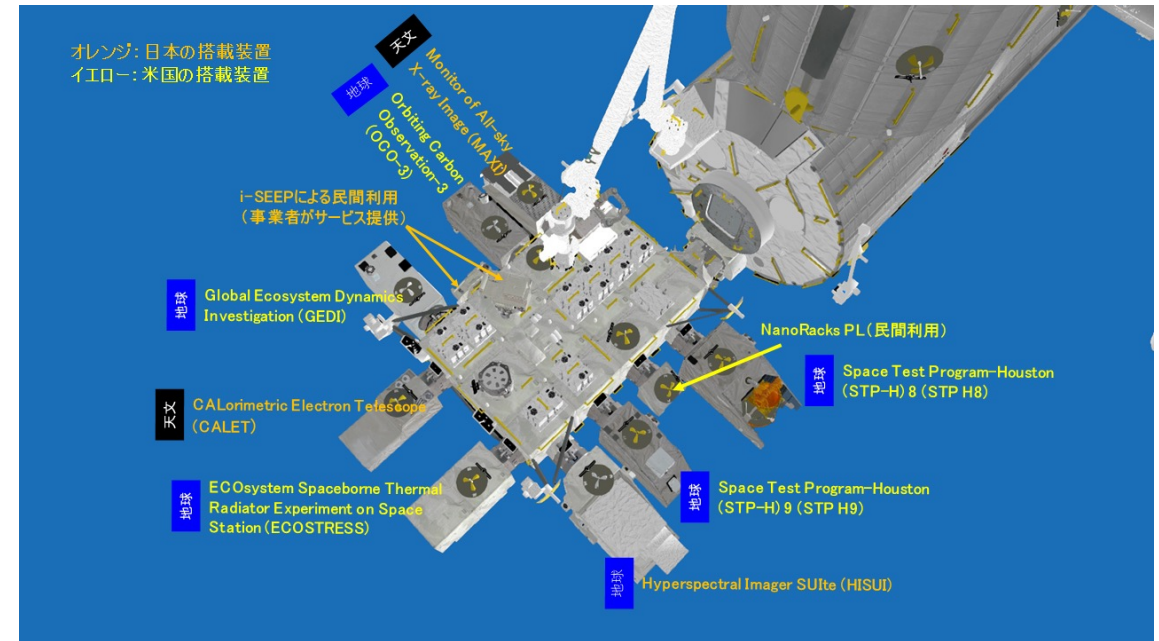 オレンジ：日本の搭載装置
イエロー：米国の搭載装置
天文
Monitor of All-sky
X-ray Image (MAXI)
地球
Orbiting Carbon
Observation-3
(OCO-3)
i-SEEPによる民間利用
（事業者がサービス提供）
地球
Global Ecosystem Dynamics
Investigation (GEDI)
NanoRacks PL（民間利用）
地球
Space Test Program-Houston
(STP-H) 8 (STP H8)
天文
CALorimetric Electron Telescope
(CALET)
地球
ECOsystem Spaceborne Thermal
Radiator Experiment on Space
Station (ECOSTRESS)
地球
Space Test Program-Houston
(STP-H) 9 (STP H9)
地球
Hyperspectral Imager SUIte (HISUI)